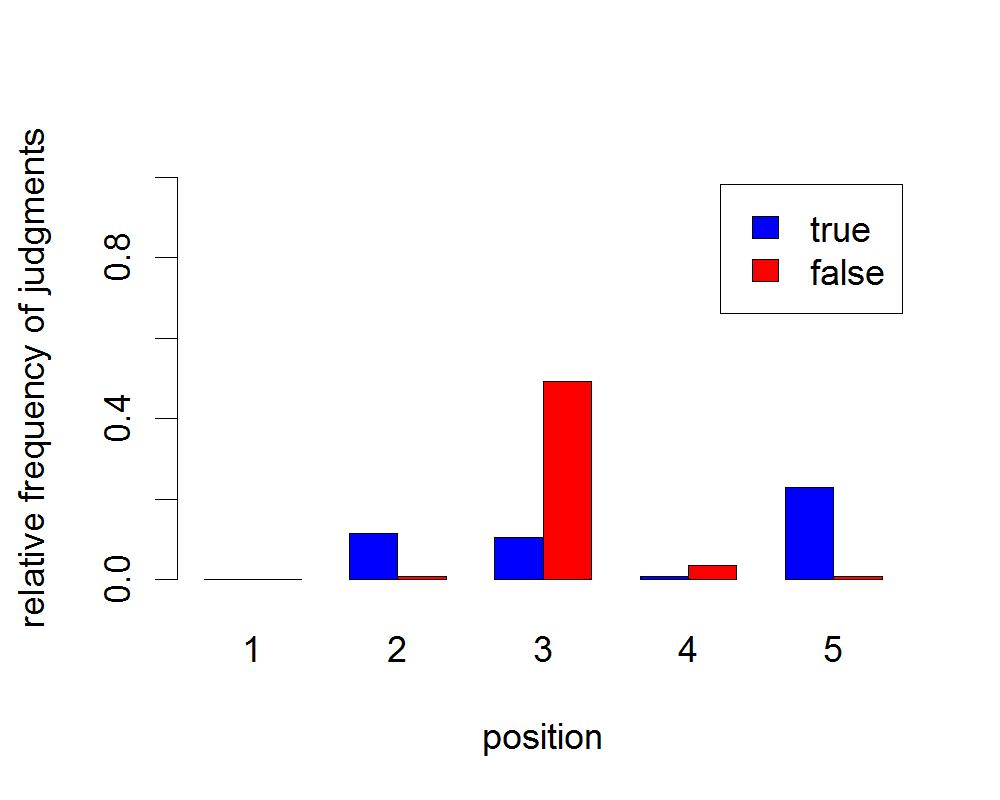 relative frequency of judgments
0.8
0.4
0.0
true
false
1 2 3 4 5
position